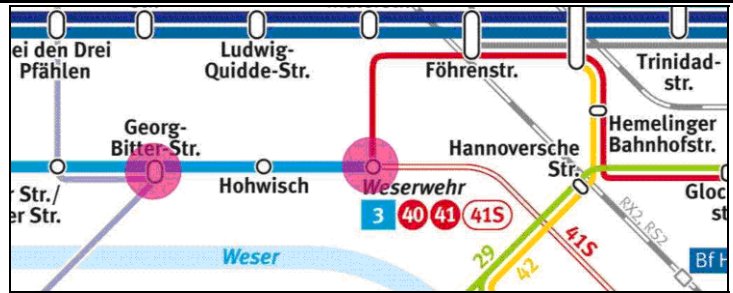 ei den Drei
Pfählen
Ludwig-
Quidde-Str.
Föhrenstr.
Trinidad-
str.
Georg-
Bitter-Str.
Hemelinger
Bahnhofstr.
Hannoversche
Str.
Hohwisch
Weserwehr
r Str./
er Str.
3 40 41 41S
Gloc
st
RX2, RS2
41S
Weser
29
42
Bf H